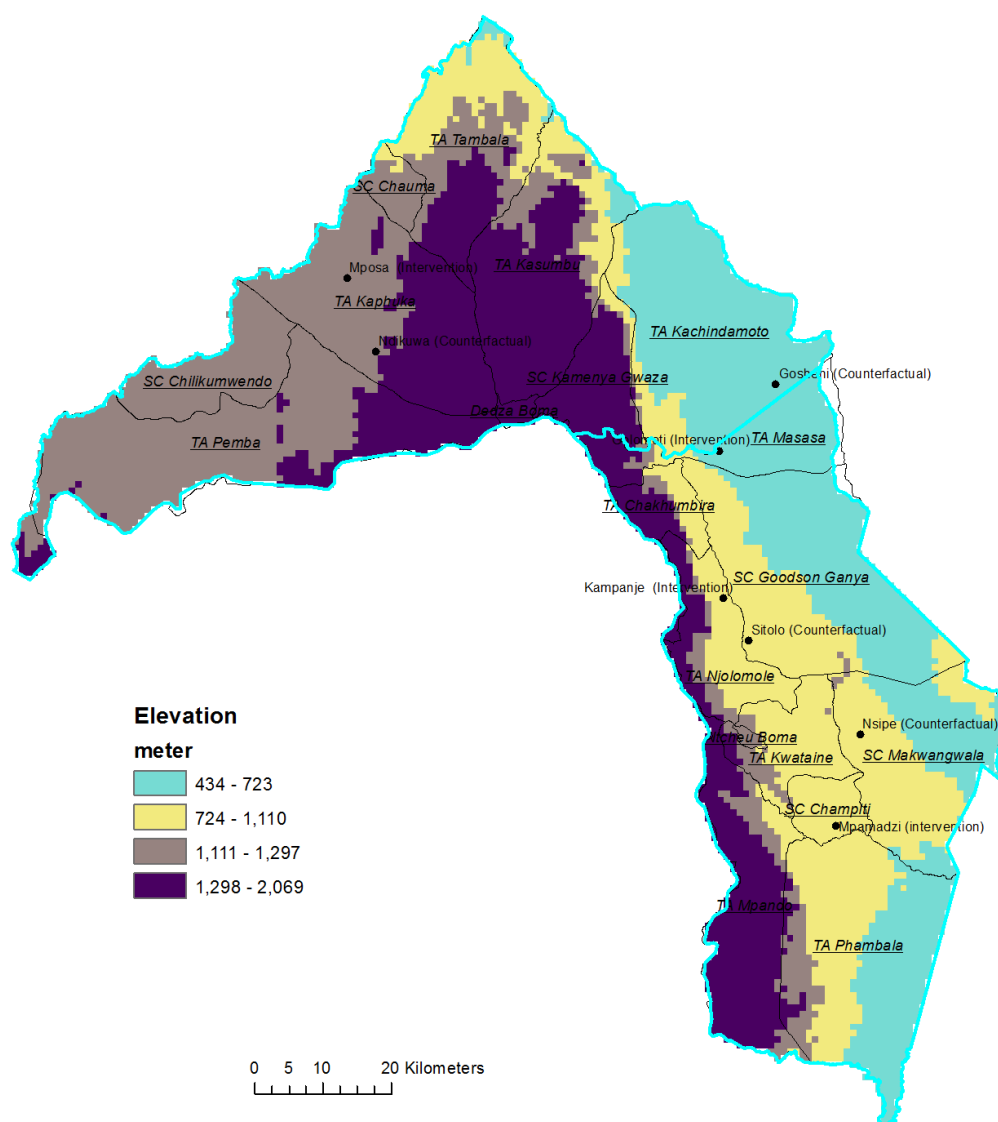 TA Tambala
SC Chauma
TA Kasumbu
Mposa (Intervention)
TA Kaphuka
TA Kachindamoto
Ndikuwa (Counterfactual)
SC Chilikumwendo
SC Kamenya Gwaza
Gosheni (Counterfactual)
Dedza Boma
TA Pemba
(Intervention)
TA Masasa
TA Chakhumbira
SC Goodson Ganya
Kampanje (Intervention)
Sitolo (Counterfactual)
TA Njolomole
Elevation
meter
434 - 723
724 - 1,110
1,111 - 1,297
1,298 - 2,069
Nsipe (Counterfactual)
Boma
TA Kwataine
SC Makwangwala
SC Champiti
Mpamadzi (intervention)
TA Mpando
TA Phambala
0 5 10 20 Kilometers